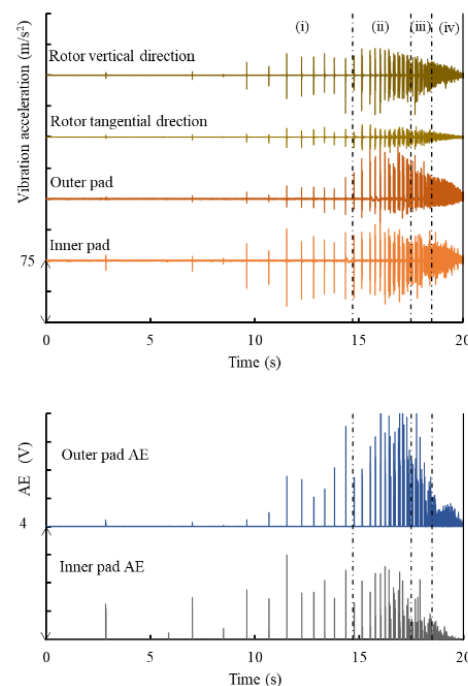 (i) (ii) (iii) (iv)
Vibration acceleration (m/s²)
Rotor vertical direction
Rotor tangential direction
Outer pad
Inner pad
75
0 5 10 15 20
Time (s)
AE (V)
Outer pad AE
4
Inner pad AE
0 5 10 15 20
Time (s)